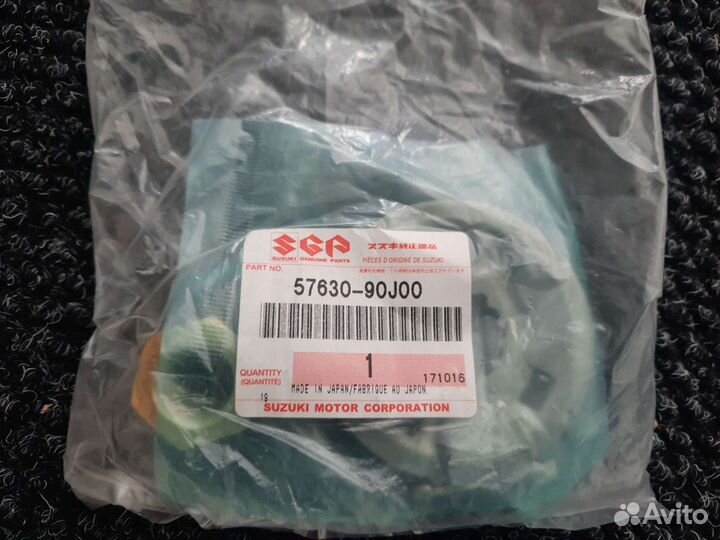 SGP
SUZUKI GENUINE PARTS
スズキ純正部品
PIÈCES D'ORIGINE DE SUZUKI
PART NO.
57630-90J00
QUANTITY
(QUANTITÉ)
1
171016
MADE IN JAPAN/FABRIQUE AU JAPON
19
SUZUKI MOTOR CORPORATION
Avito